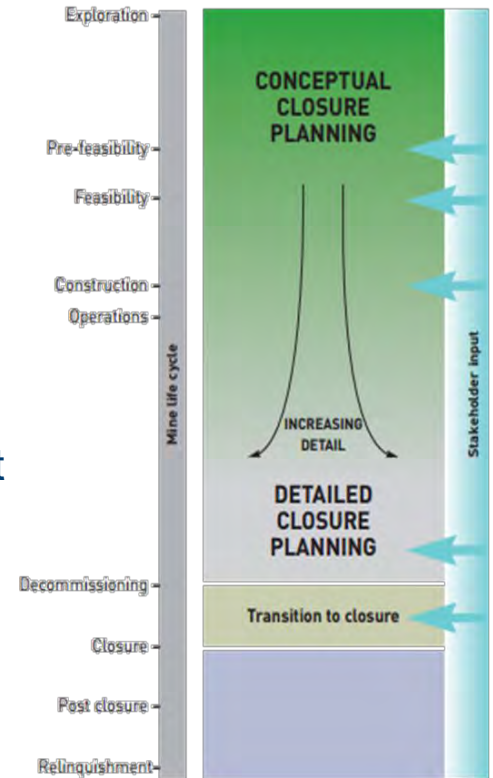 Exploration
Pre-feasibility
Feasibility
Construction
Operations
Decommissioning
Closure
Post closure
Relinquishment
Mine life cycle
CONCEPTUAL
CLOSURE
PLANNING
INCREASING
DETAIL
DETAILED
CLOSURE
PLANNING
Transition to closure
Stakeholder input
t